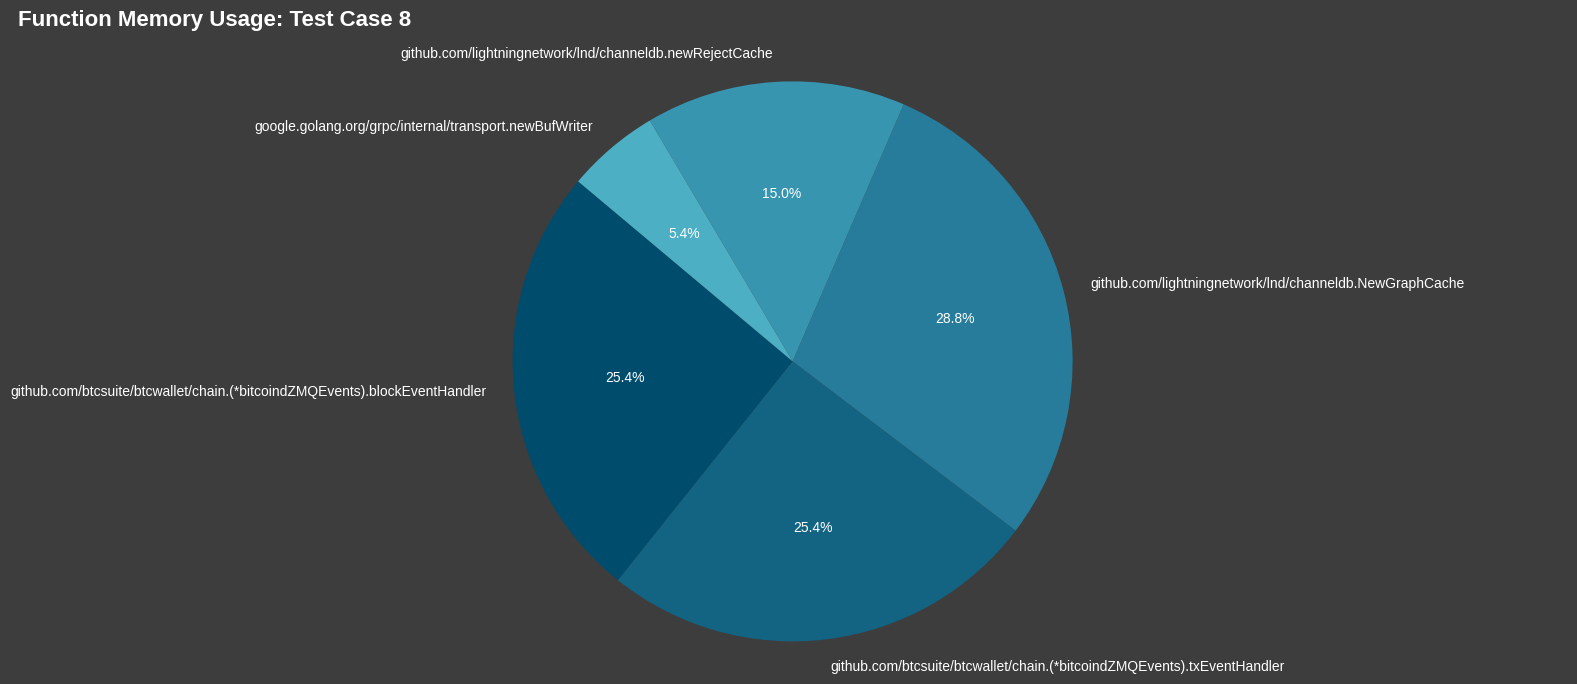 Function Memory Usage: Test Case 8
github.com/lightningnetwork/lnd/channeldb.newRejectCache
google.golang.org/grpc/internal/transport.newBufWriter
15.0%
5.4%
github.com/lightningnetwork/lnd/channeldb.NewGraphCache
28.8%
25.4%
github.com/btcsuite/btcwallet/chain.(*bitcoindZMQEvents).blockEventHandler
25.4%
github.com/btcsuite/btcwallet/chain.(*bitcoindZMQEvents).txEventHandler